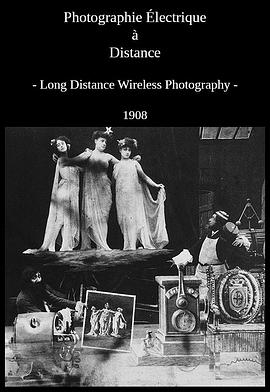 Photographie Électrique
à
Distance
- Long Distance Wireless Photography -
1908